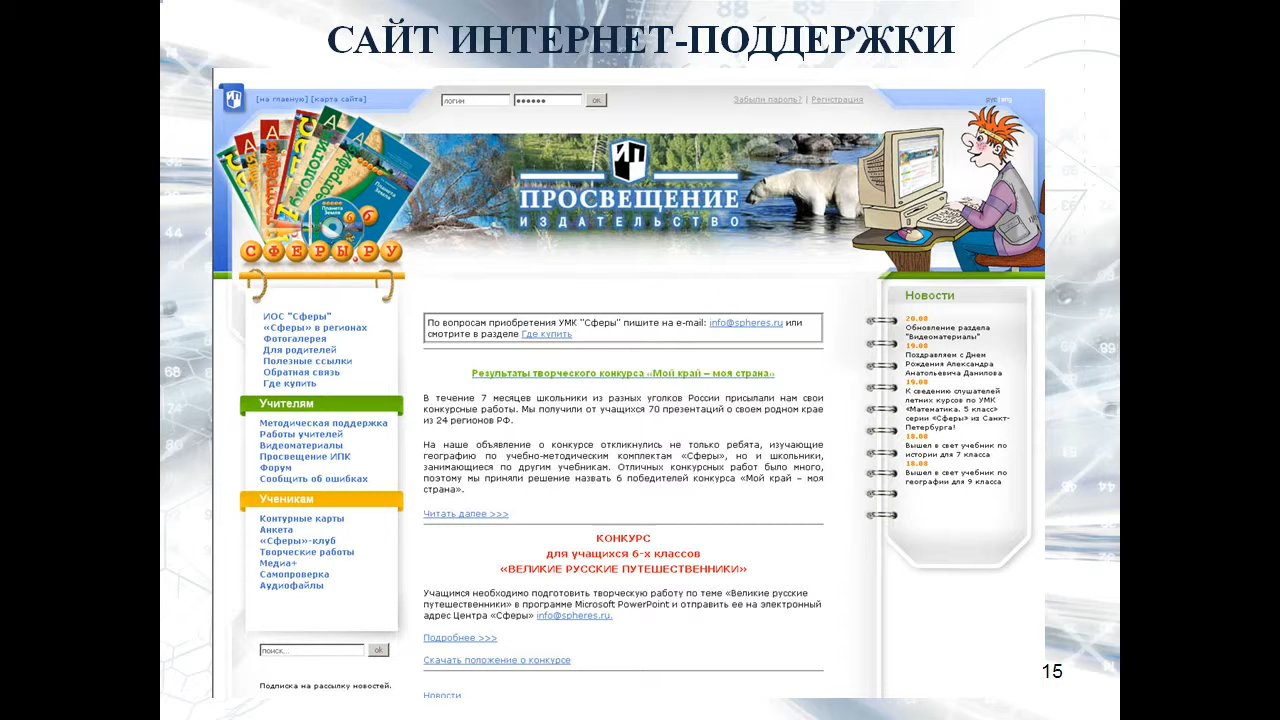 САЙТ ИНТЕРНЕТ-ПОДДЕРЖКИ
[на главную] [карта сайта]
логин
ок
Забыли пароль? | Регистрация
рус eng
ИП
ПРОСВЕЩЕНИЕ
ИЗДАТЕЛЬСТВО
СФЕРЫ.РУ
ИОС "Сферы"
«Сферы» в регионах
Фотогалерея
Для родителей
Полезные ссылки
Обратная связь
Где купить
Учителям
Методическая поддержка
Работы учителей
Видеоматериалы
Просвещение ИПК
Форум
Сообщить об ошибках
Ученикам
Контурные карты
Анкета
«Сферы»-клуб
Творческие работы
Медиа+
Самопроверка
Аудиофайлы
поиск...
ok
Подписка на рассылку новостей.
По вопросам приобретения УМК "Сферы" пишите на e-mail: info@spheres.ru или
смотрите в разделе Где купить
Результаты творческого конкурса «Мой край – моя страна»
В течение 7 месяцев школьники из разных уголков России присылали нам свои
конкурсные работы. Мы получили от учащихся 70 презентаций о своем родном крае
из 24 регионов РФ.
На наше объявление о конкурсе откликнулись не только ребята, изучающие
географию по учебно-методическим комплектам «Сферы», но и школьники,
занимающиеся по другим учебникам. Отличных конкурсных работ было много,
поэтому мы приняли решение назвать 6 победителей конкурса «Мой край – моя
страна».
Читать далее >>>
КОНКУРС
для учащихся 6-х классов
«ВЕЛИКИЕ РУССКИЕ ПУТЕШЕСТВЕННИКИ»
Учащимся необходимо подготовить творческую работу по теме «Великие русские
путешественники» в программе Microsoft PowerPoint и отправить ее на электронный
адрес Центра «Сферы» info@spheres.ru.
Подробнее >>>
Скачать положение о конкурсе
Новости
Новости
20.08
Обновление раздела
"Видеоматериалы"
19.08
Поздравляем с Днем
Рождения Александра
Анатольевича Данилова
19.08
К сведению слушателей
летних курсов по УМК
«Математика. 5 класс»
серии «Сферы» из Санкт-
Петербурга!
18.08
Вышел в свет учебник по
истории для 7 класса
18.08
Вышел в свет учебник по
географии для 9 класса
15